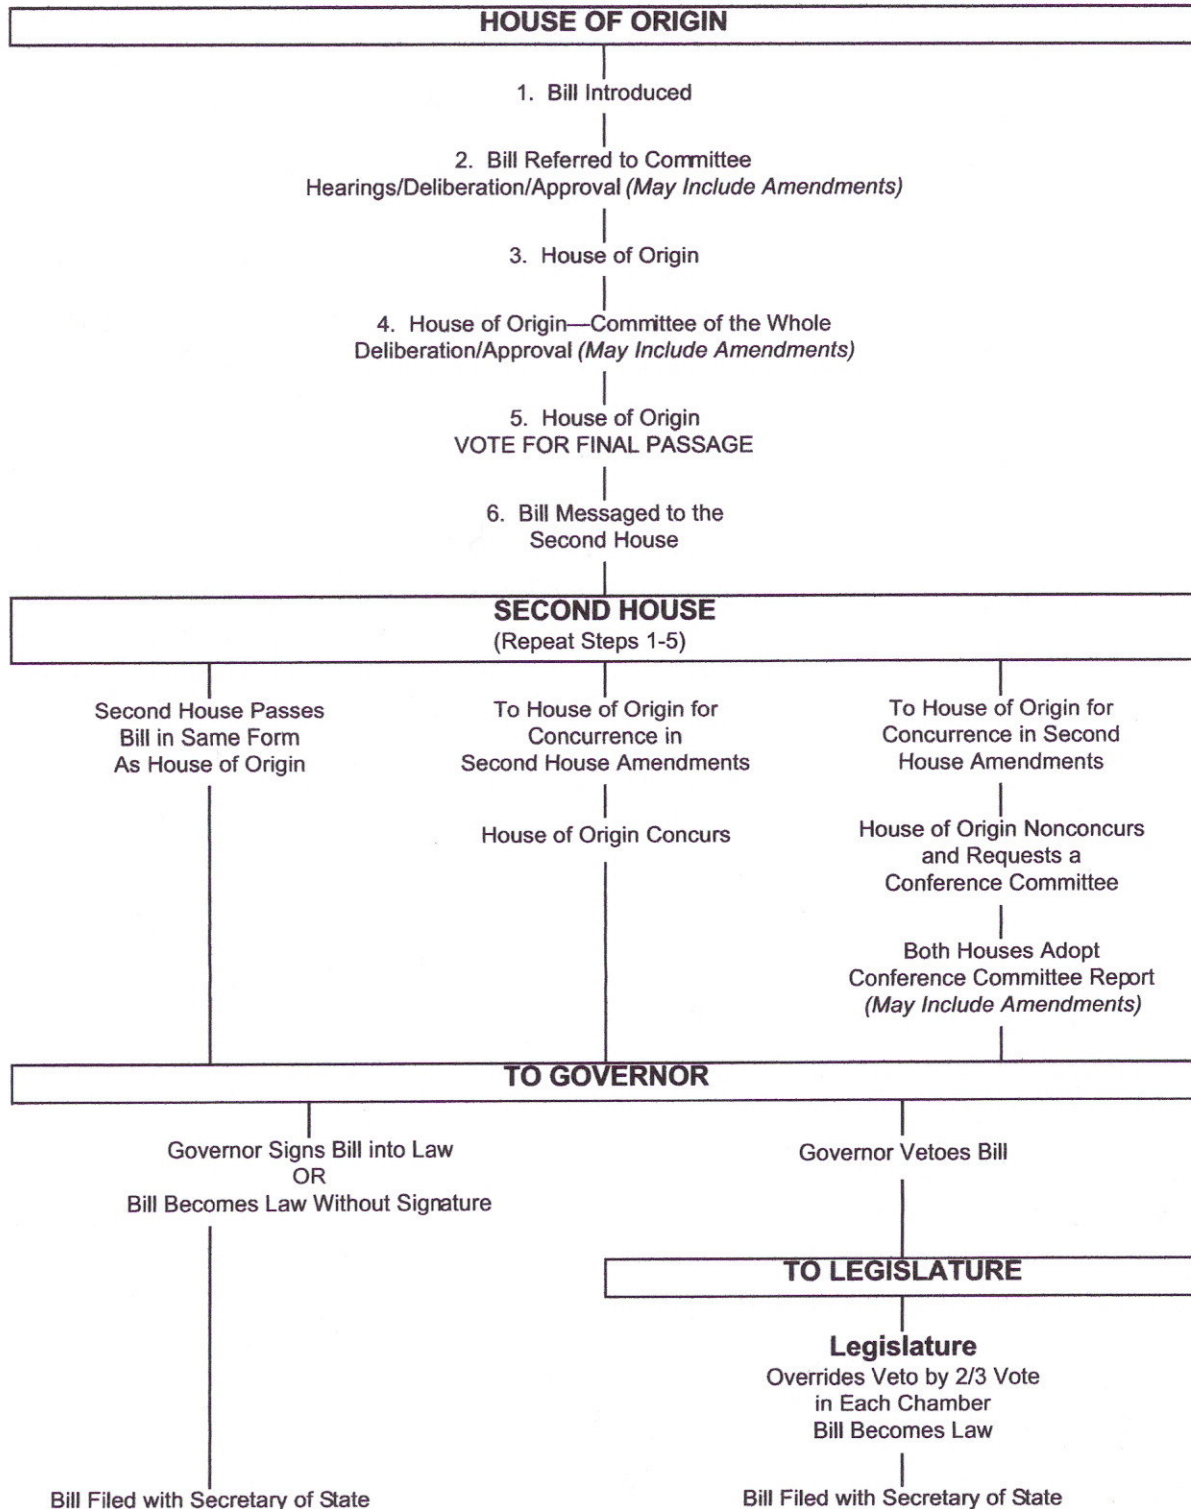 HOUSE OF ORIGIN
1. Bill Introduced
2. Bill Referred to Committee
Hearings/Deliberation/Approval (May Include Amendments)
3. House of Origin
4. House of Origin—Committee of the Whole
Deliberation/Approval (May Include Amendments)
5. House of Origin
VOTE FOR FINAL PASSAGE
6. Bill Messaged to the
Second House
SECOND HOUSE
(Repeat Steps 1-5)
Second House Passes
Bill in Same Form
As House of Origin
To House of Origin for
Concurrence in
Second House Amendments
House of Origin Concurs
To House of Origin for
Concurrence in Second
House Amendments
House of Origin Nonconcurs
and Requests a
Conference Committee
Both Houses Adopt
Conference Committee Report
(May Include Amendments)
TO GOVERNOR
Governor Signs Bill into Law
OR
Bill Becomes Law Without Signature
Bill Filed with Secretary of State
Governor Vetoes Bill
TO LEGISLATURE
Legislature
Overrides Veto by 2/3 Vote
in Each Chamber
Bill Becomes Law
Bill Filed with Secretary of State